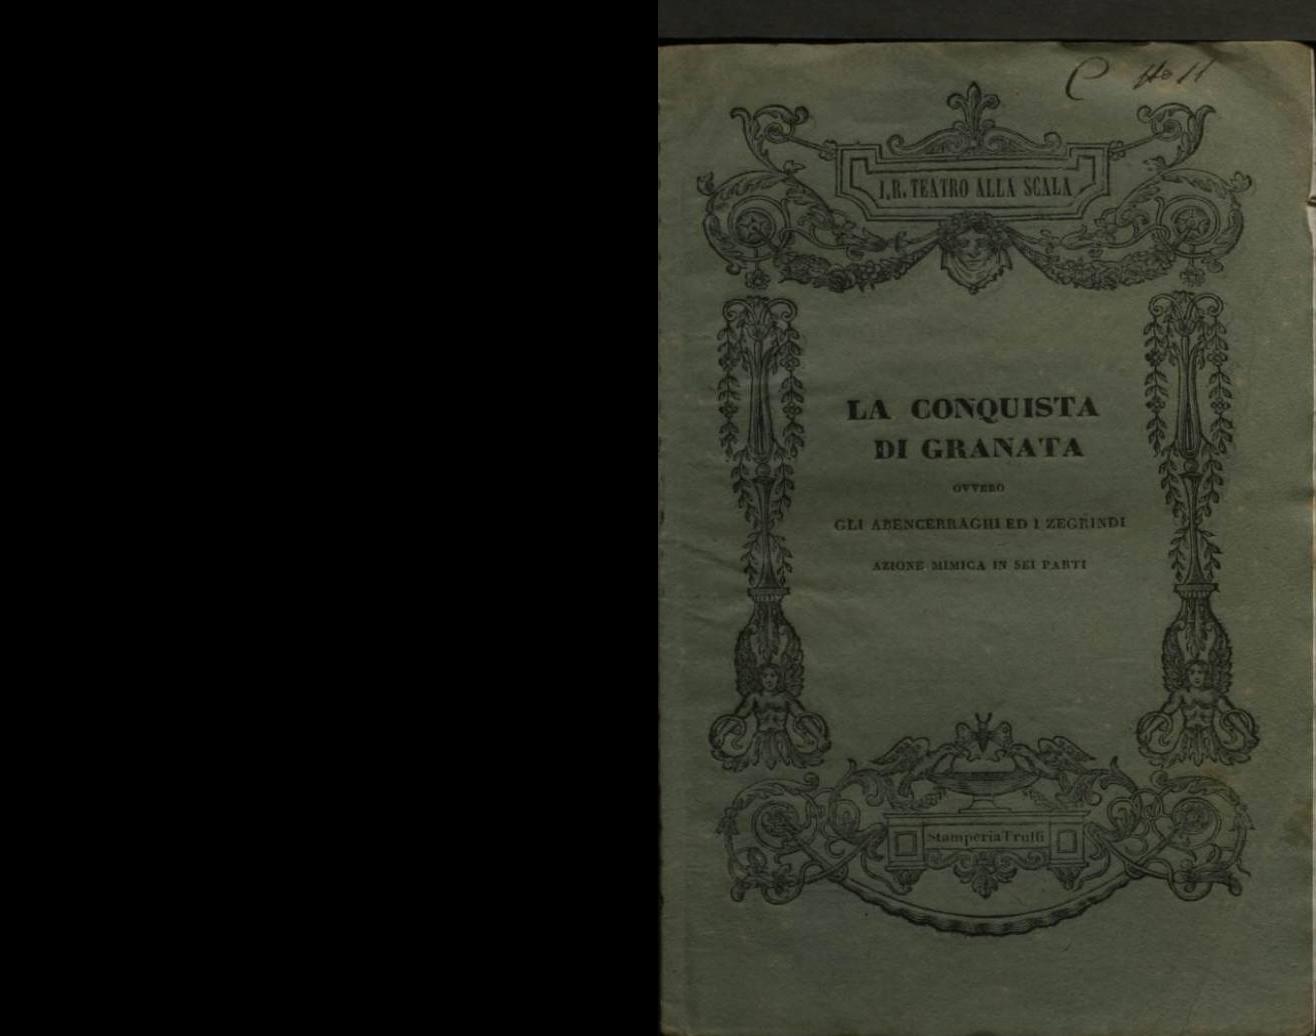 I. R. TEATRO ALLA SCALA
LA CONQUISTA
DI GRANATA
OVVERO
GLI ABENCERRAGHI ED I ZEGRINDI
AZIONE MIMICA IN SEI PARTI
Stamperia Truffi